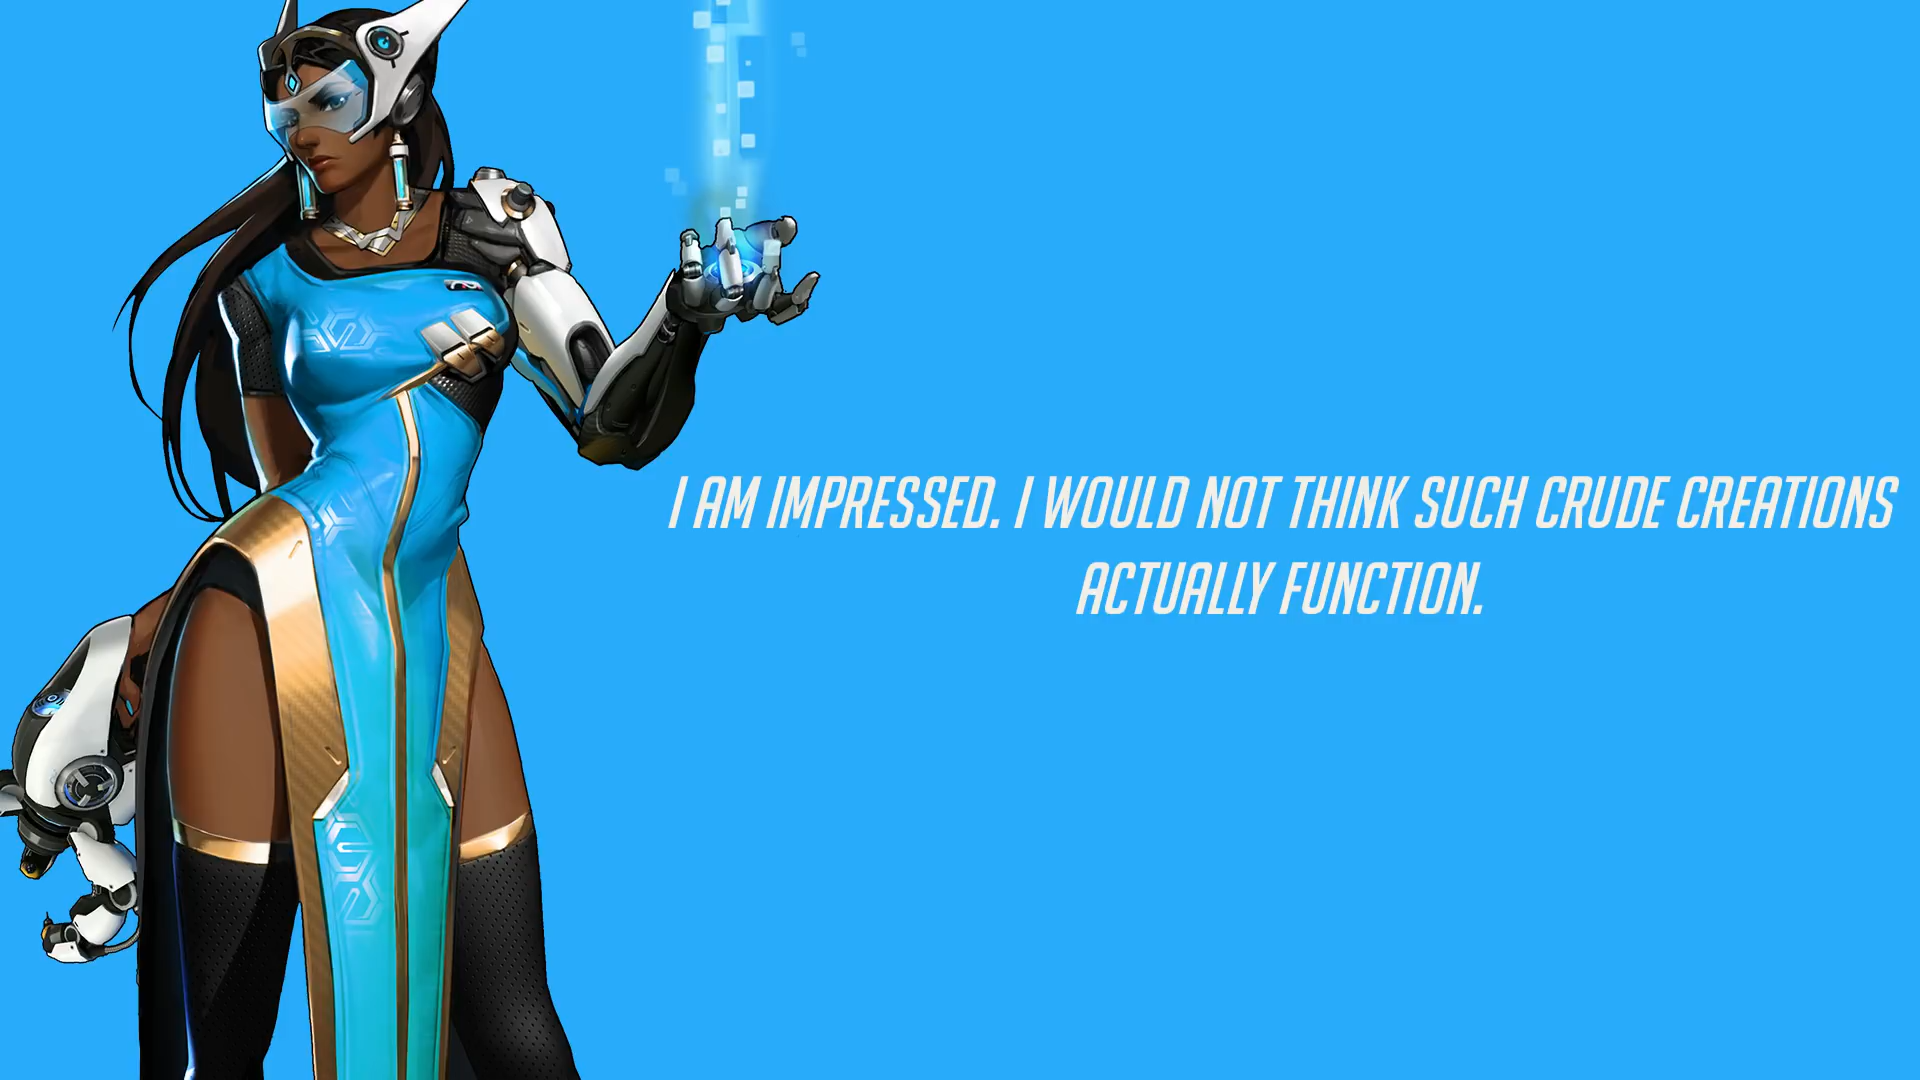 I AM IMPRESSED. I WOULD NOT THINK SUCH CRUDE CREATIONS
ACTUALLY FUNCTION.